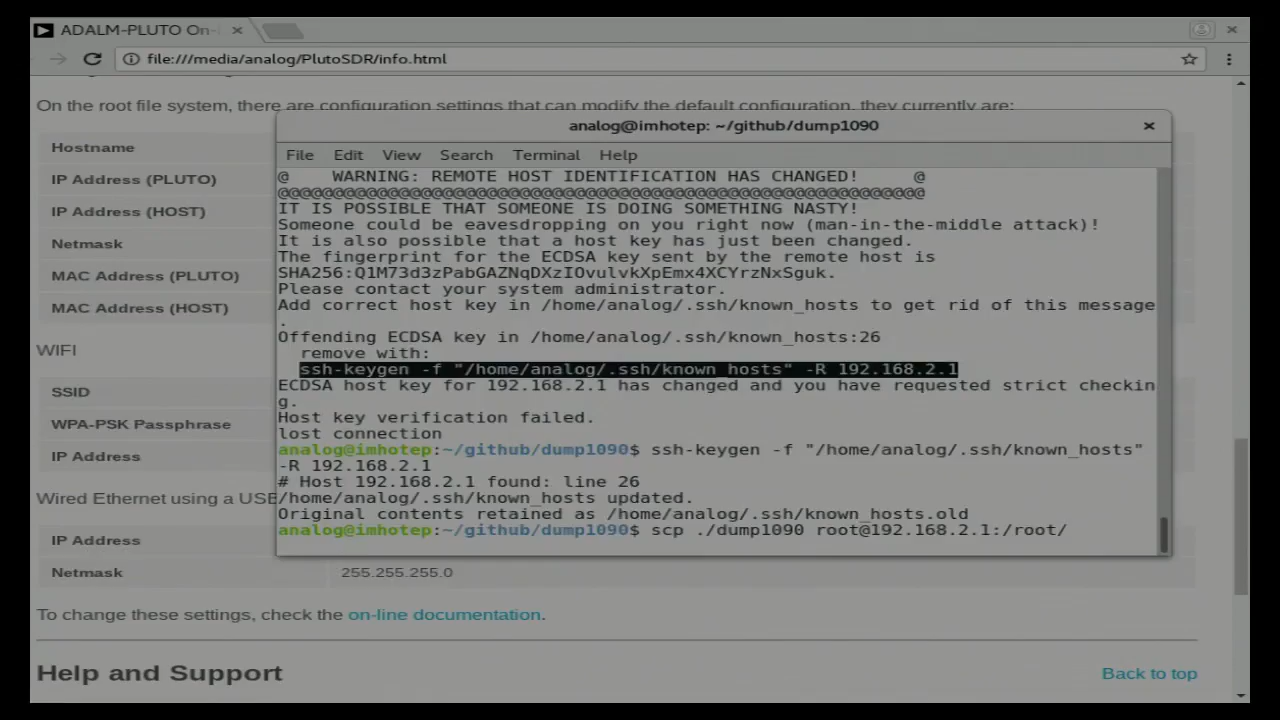 ADALM-PLUTO On-
file:///media/analog/PlutoSDR/info.html
On the root file system, there are configuration settings that can modify the default configuration, they currently are:
analog@imhotep: ~/github/dump1090
File Edit View Search Terminal Help
Hostname
IP Address (PLUTO)
IP Address (HOST)
Netmask
MAC Address (PLUTO)
MAC Address (HOST)
WIFI
SSID
WPA-PSK Passphrase
IP Address
Wired Ethernet using a USB
IP Address
@ WARNING: REMOTE HOST IDENTIFICATION HAS CHANGED! @
@@@@@@@@@@@@@@@@@@@@@@@@@@@@@@@@@@@@@@@@@@@@@@@@@@@@@@@@@@@
IT IS POSSIBLE THAT SOMEONE IS DOING SOMETHING NASTY!
Someone could be eavesdropping on you right now (man-in-the-middle attack)!
It is also possible that a host key has just been changed.
The fingerprint for the ECDSA key sent by the remote host is
SHA256:Q1M73d3zPabGAZNqDXzIOvulvkXpEmx4XCYrzNxSguk.
Please contact your system administrator.
Add correct host key in /home/analog/.ssh/known_hosts to get rid of this message
.
Offending ECDSA key in /home/analog/.ssh/known_hosts:26
remove with:
ssh-keygen -f "/home/analog/.ssh/known_hosts" -R 192.168.2.1
ECDSA host key for 192.168.2.1 has changed and you have requested strict checkin
g.
Host key verification failed.
lost connection
analog@imhotep:~/github/dump1090$ ssh-keygen -f "/home/analog/.ssh/known_hosts"
-R 192.168.2.1
# Host 192.168.2.1 found: line 26
/home/analog/.ssh/known_hosts updated.
Original contents retained as /home/analog/.ssh/known_hosts.old
analog@imhotep:~/github/dump1090$ scp ./dump1090 root@192.168.2.1:/root/
Netmask 255.255.255.0
To change these settings, check the on-line documentation.
Help and Support
Back to top